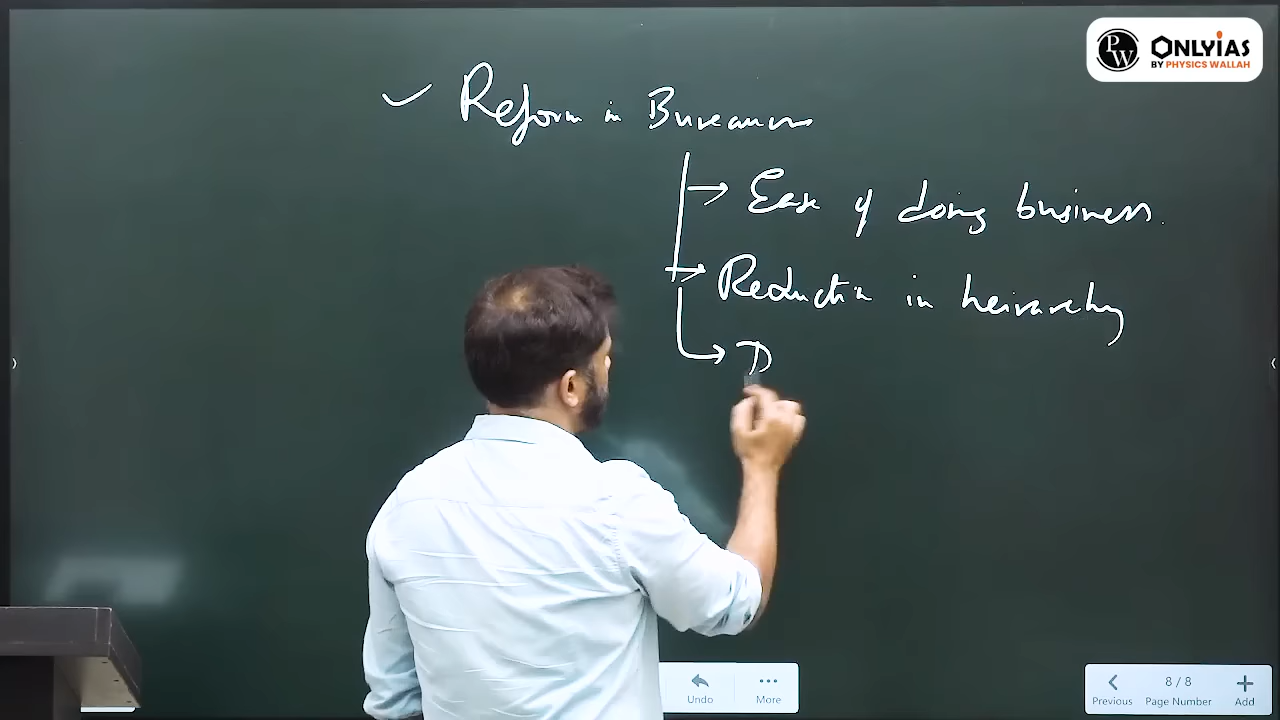 PW ONLYIAS
BY PHYSICS WALLAH
✓ Reform in
→ Ease of doing business.
→ Reduction in heirarchy
→ D
Undo
More
8 / 8
Previous Page Number Add